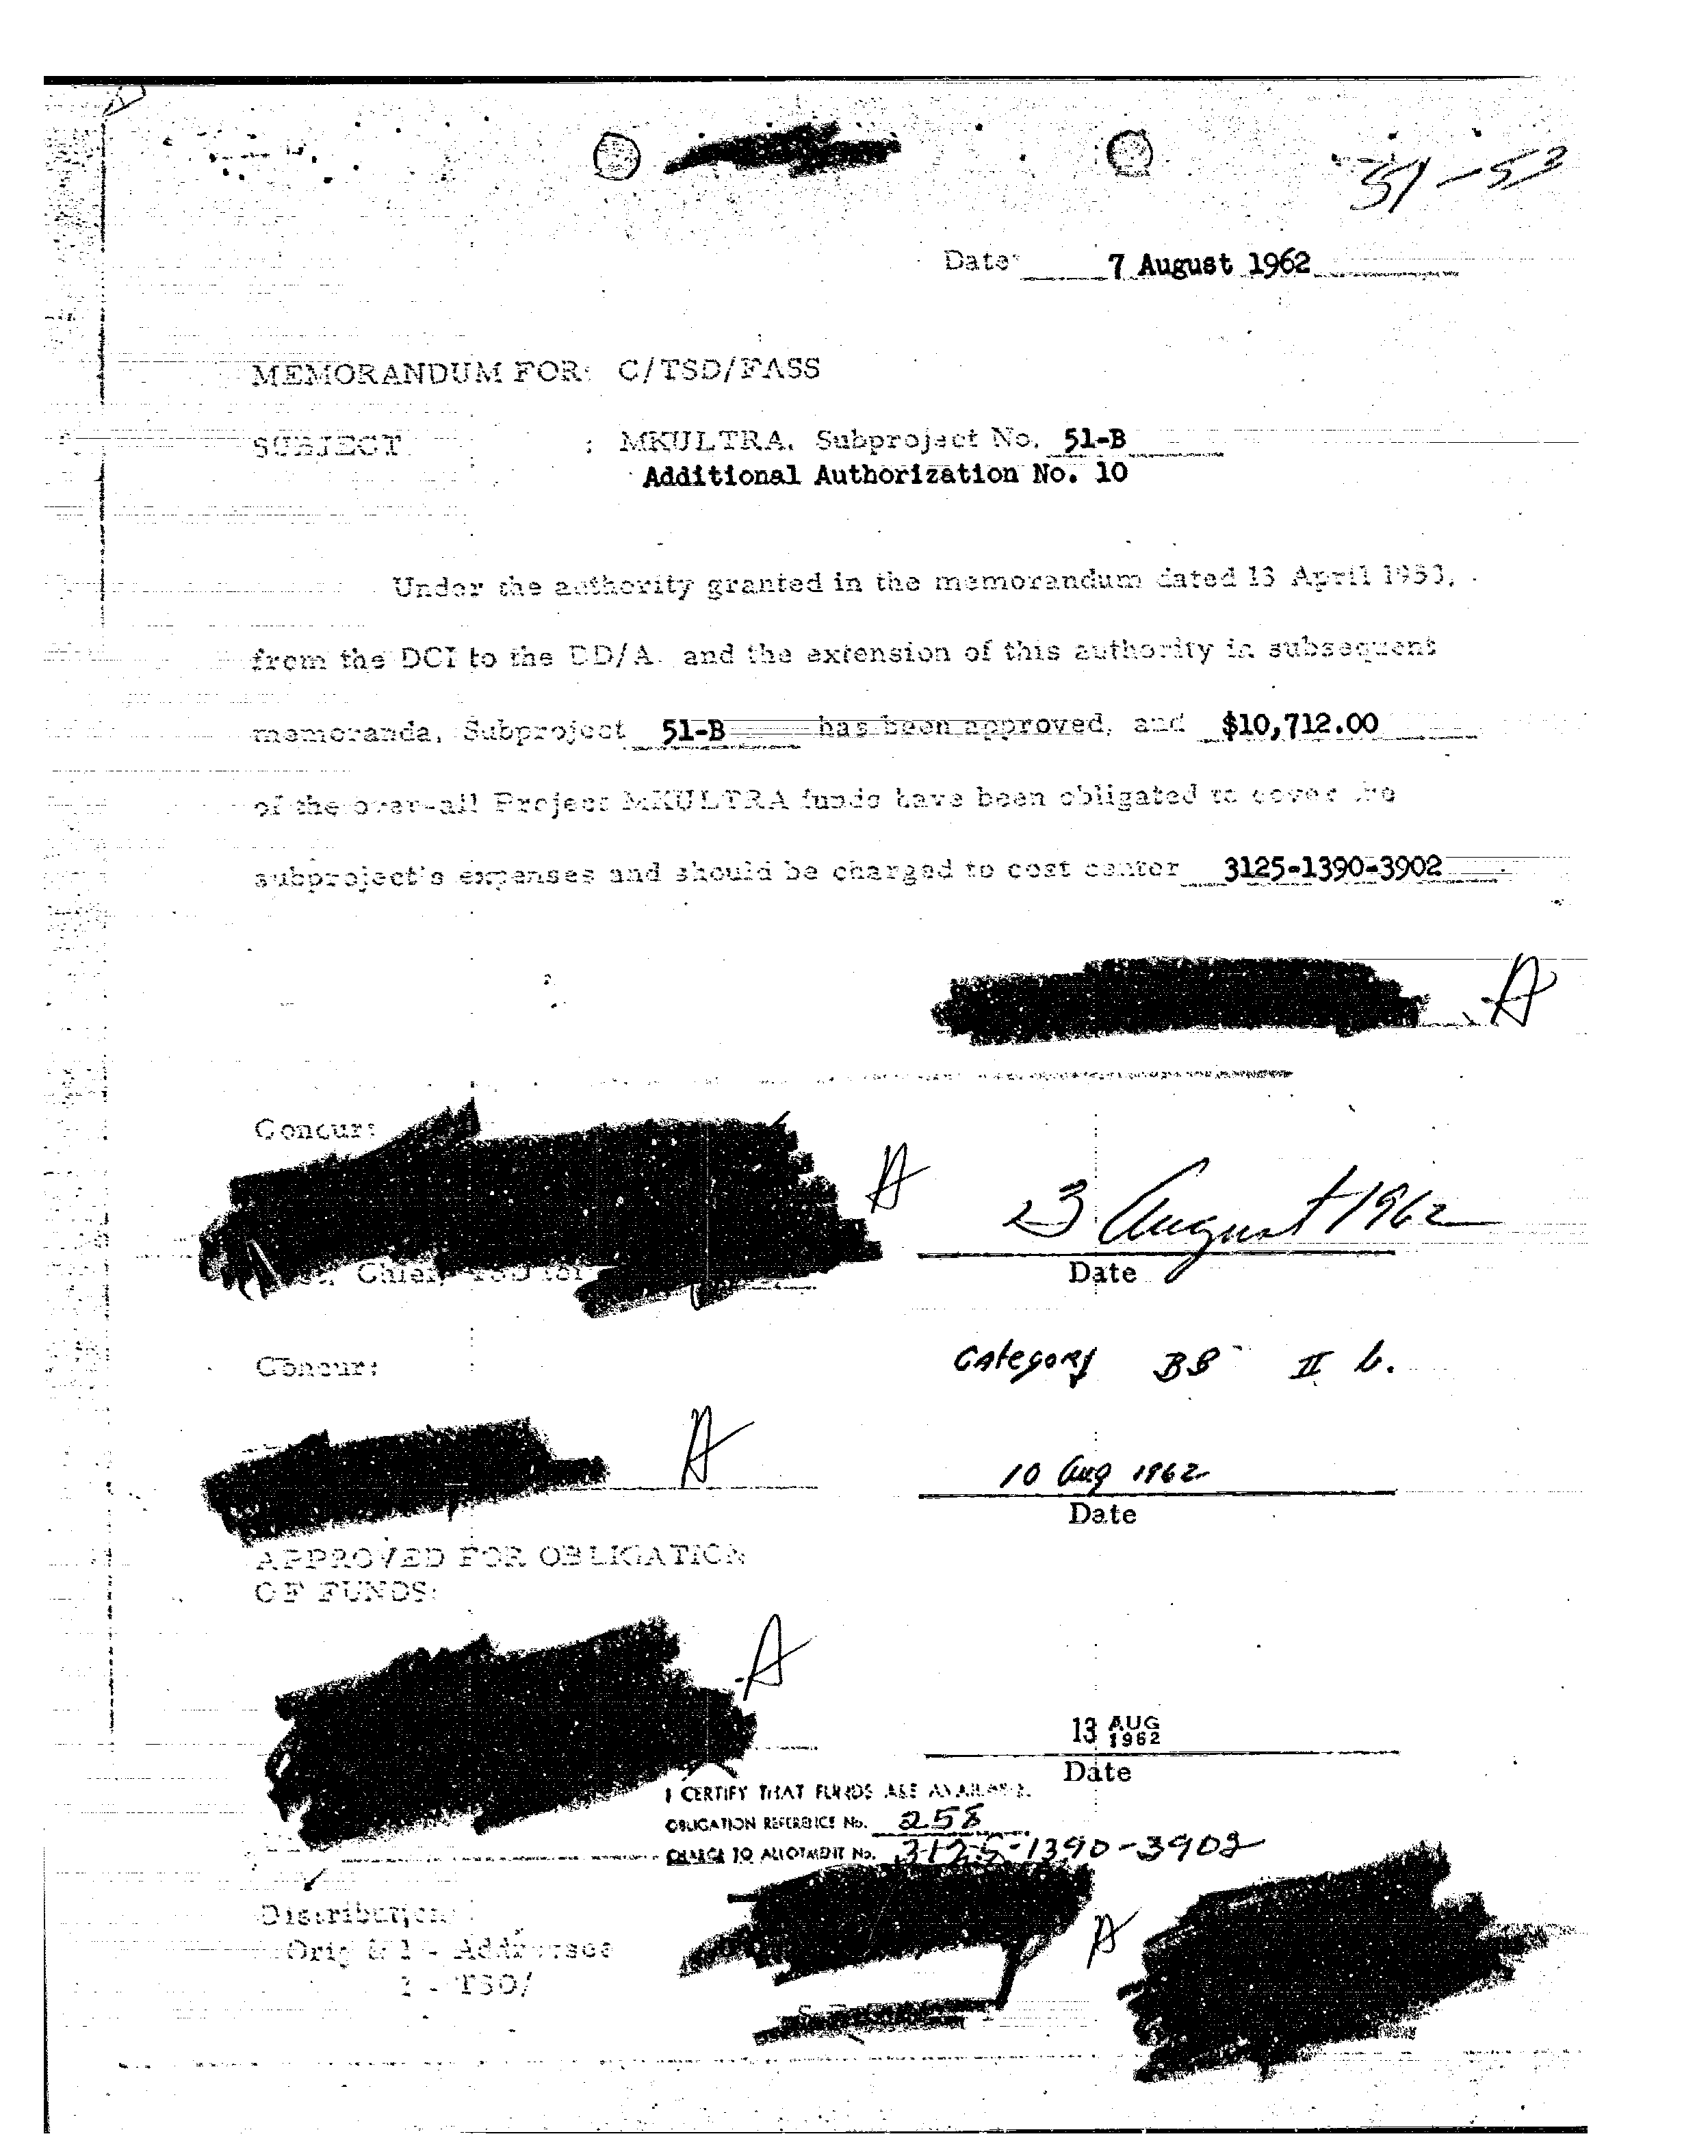 51-53
Date 7 August 1962
MEMORANDUM FOR: C/TSD/FASS
SUBJECT : MKULTRA, Subproject No. 51-B
Additional Authorization No. 10
Under the authority granted in the memorandum dated 13 April 1953,
from the DCI to the DD/A, and the extension of this authority in subsequent
memoranda, Subproject 51-B has been approved, and $10,712.00
of the over-all Project MKULTRA funds have been obligated to cover the
subproject's expenses and should be charged to cost center 3125-1390-3902
A
Concur:
A
23 August 1962
Chief, TSD for
Date
Concur:
Category BB II b.
A
10 Aug 1962
Date
APPROVED FOR OBLIGATION
OF FUNDS:
A
13 AUG 1962
Date
I CERTIFY THAT FUNDS ARE AVAILABLE.
OBLIGATION REFERENCE No. 258
CHARGE TO ALLOTMENT No. 3125-1390-3902
Distribution:
Orig & 1 - Addressee
A
1 - TSD/